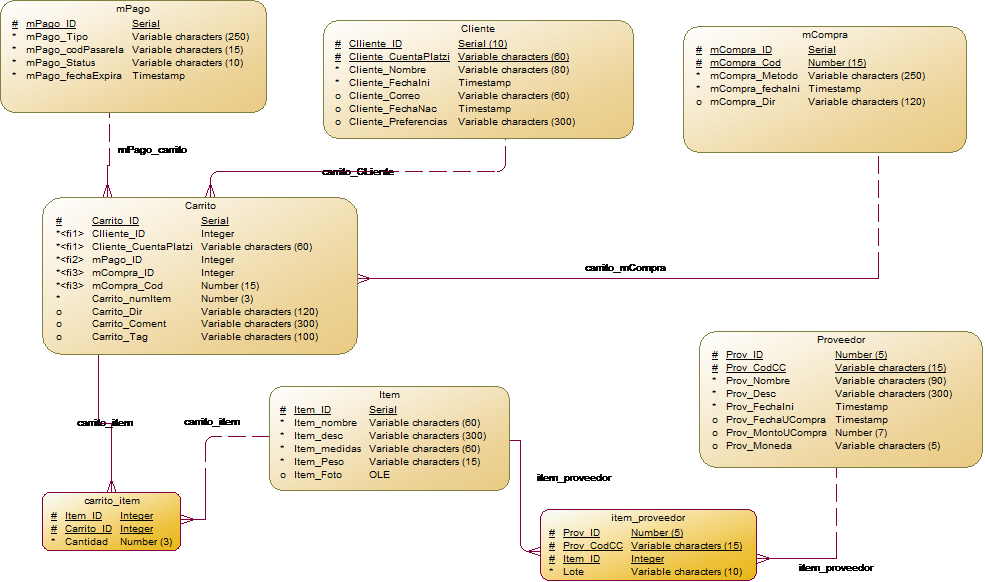 mPago
# mPago_ID Serial
* mPago_Tipo Variable characters (250)
* mPago_codPasarela Variable characters (15)
* mPago_Status Variable characters (10)
* mPago_fechaExpira Timestamp
Cliente
# Clliente_ID Serial (10)
# Cliente_CuentaPlatzi Variable characters (60)
* Cliente_Nombre Variable characters (80)
* Cliente_FechaIni Timestamp
o Cliente_Correo Variable characters (60)
o Cliente_FechaNac Timestamp
o Cliente_Preferencias Variable characters (300)
mCompra
# mCompra_ID Serial
# mCompra_Cod Number (15)
* mCompra_Metodo Variable characters (250)
* mCompra_fechaIni Timestamp
o mCompra_Dir Variable characters (120)
mPago_carrito
carrito_CLiente
carrito_mCompra
Carrito
# Carrito_ID Serial
*<fi1> Clliente_ID Integer
*<fi1> Cliente_CuentaPlatzi Variable characters (60)
*<fi2> mPago_ID Integer
*<fi3> mCompra_ID Integer
*<fi3> mCompra_Cod Number (15)
* Carrito_numItem Number (3)
o Carrito_Dir Variable characters (120)
o Carrito_Coment Variable characters (300)
o Carrito_Tag Variable characters (100)
Proveedor
# Prov_ID Number (5)
# Prov_CodCC Variable characters (15)
* Prov_Nombre Variable characters (90)
* Prov_Desc Variable characters (300)
* Prov_FechaIni Timestamp
o Prov_FechaUCompra Timestamp
o Prov_MontoUCompra Number (7)
o Prov_Moneda Variable characters (5)
Item
# Item_ID Serial
* Item_nombre Variable characters (60)
* Item_desc Variable characters (300)
* Item_medidas Variable characters (60)
* Item_Peso Variable characters (15)
o Item_Foto OLE
carrito_item
carrito_item
item_proveedor
carrito_item
# Item_ID Integer
# Carrito_ID Integer
* Cantidad Number (3)
item_proveedor
# Prov_ID Number (5)
# Prov_CodCC Variable characters (15)
# Item_ID Integer
* Lote Variable characters (10)
item_proveedor